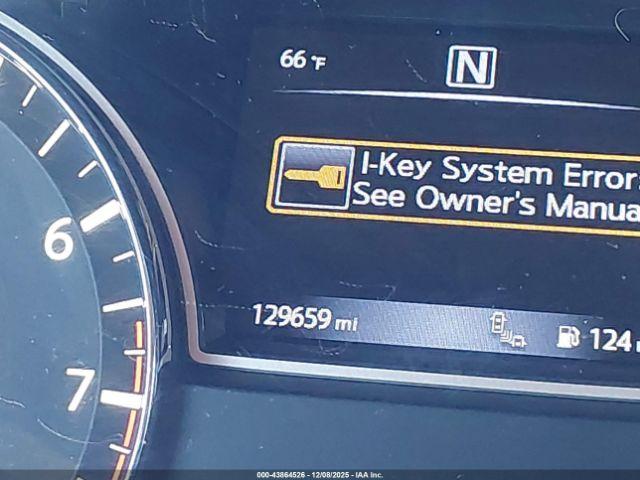 66 °F
N
I-Key System Error:
See Owner's Manua
6
129659 mi
124
7
000-43864526 - 12/08/2025 - IAA Inc.